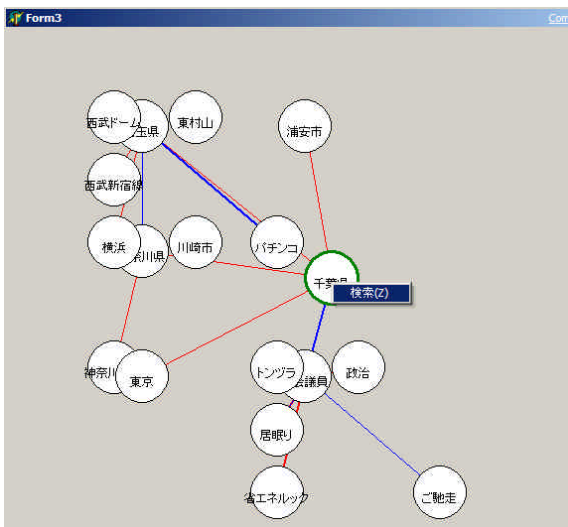 Form3
Com
西武ドーム
玉県
東村山
浦安市
西武新宿線
横浜
奈川県
川崎市
パチンコ
千葉県
検索(Z)
神奈川
東京
トンヅラ
会議員
政治
居眠り
省エネルック
ご馳走